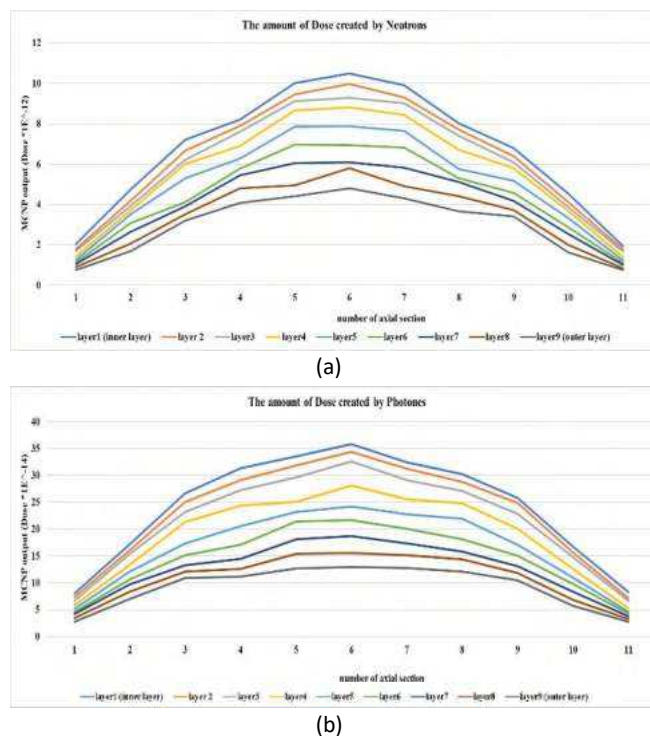 The amount of Dose created by Neutrons
MCNP output (Dose *1E^-12)
12
10
8
6
4
2
0
1 2 3 4 5 6 7 8 9 10 11
number of axial section
layer1 (inner layer) layer 2 layer3 layer4 layer5 layer6 layer7 layer8 layer9 (outer layer)
(a)
The amount of Dose created by Photones
MCNP output (Dose *1E^-14)
40
35
30
25
20
15
10
5
0
1 2 3 4 5 6 7 8 9 10 11
number of axial section
layer1 (inner layer) layer 2 layer3 layer4 layer5 layer6 layer7 layer8 layer9 (outer layer)
(b)